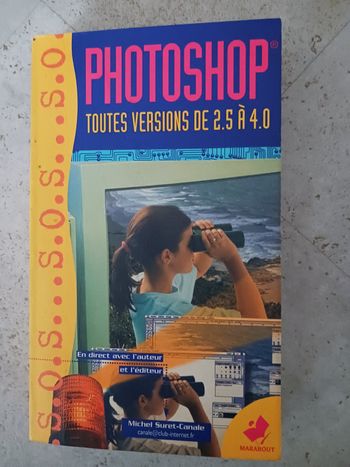 PHOTOSHOP®
TOUTES VERSIONS DE 2.5 À 4.0
S.O.S...S.O.S...S.O.
En direct avec l'auteur
et l'éditeur
Michel Suret-Canale
canale@club-internet.fr
MARABOUT